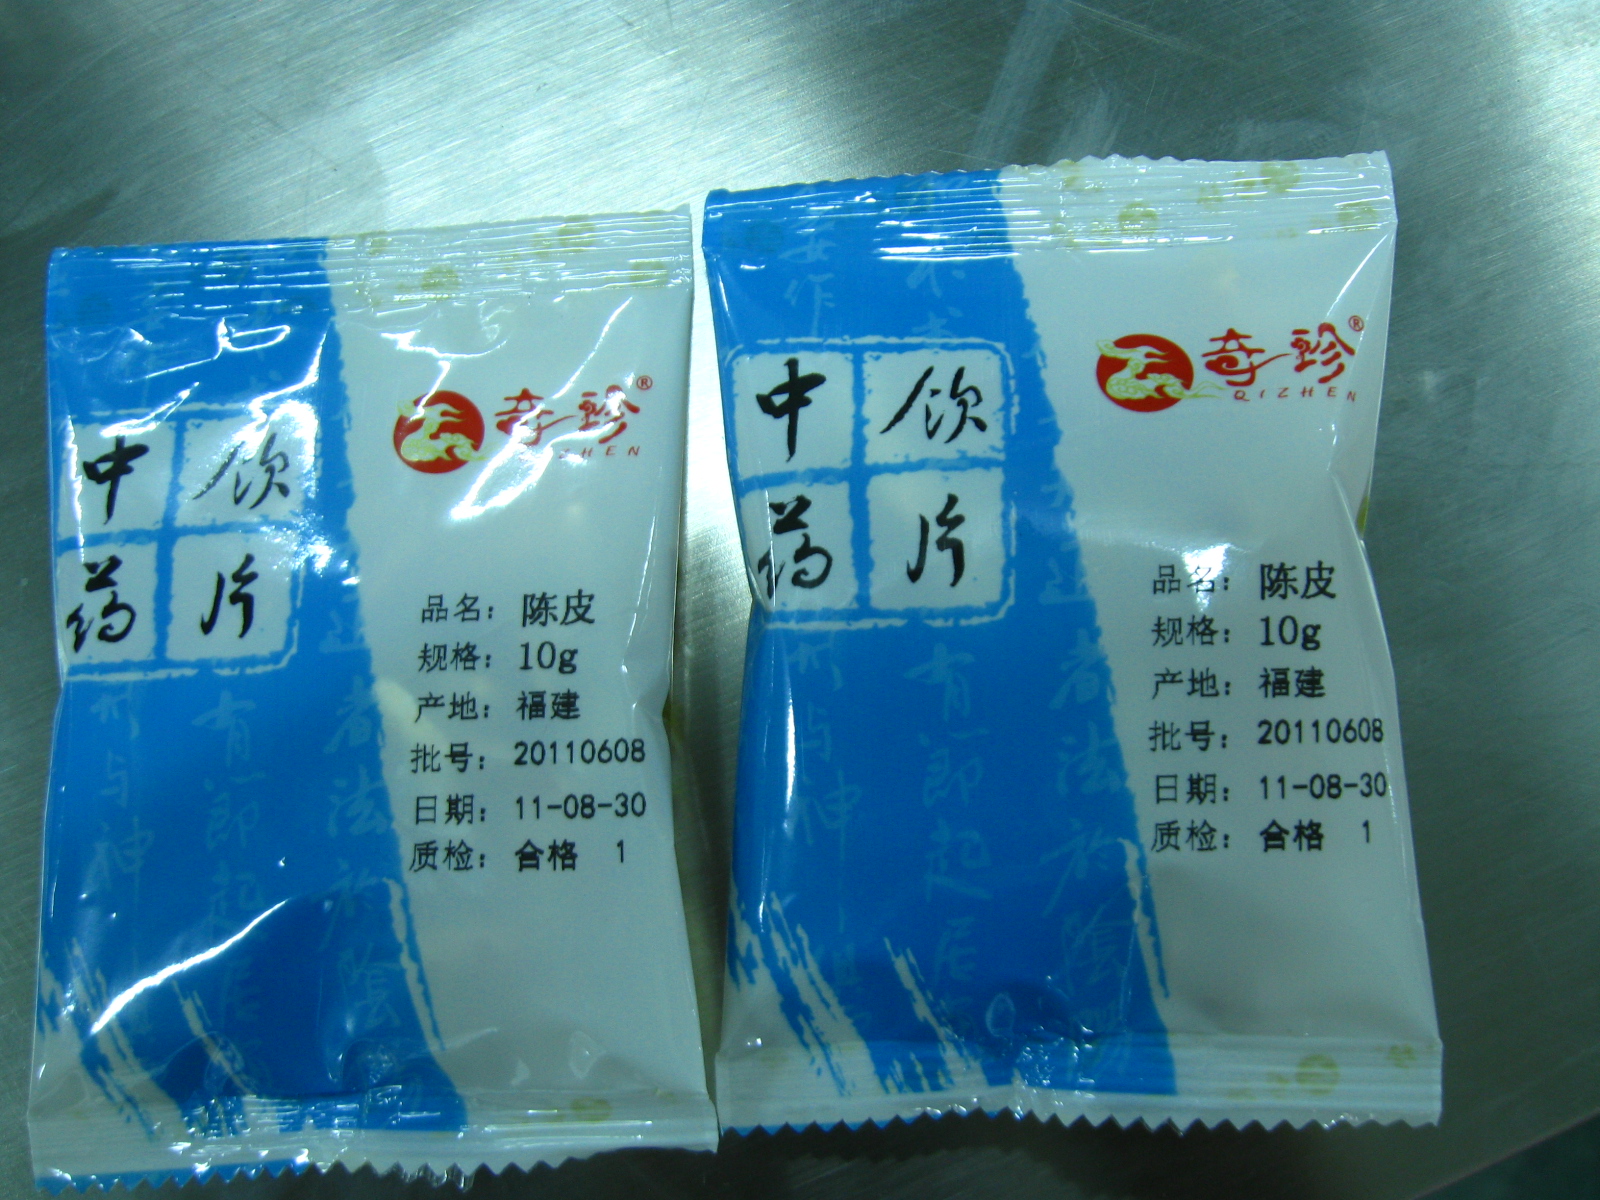 中 饮
药 片
奇珍®
ZHEN
品名: 陈皮
规格: 10g
产地: 福建
批号: 20110608
日期: 11-08-30
质检: 合格 1
中 饮
药 片
奇珍®
QIZHEN
品名: 陈皮
规格: 10g
产地: 福建
批号: 20110608
日期: 11-08-30
质检: 合格 1